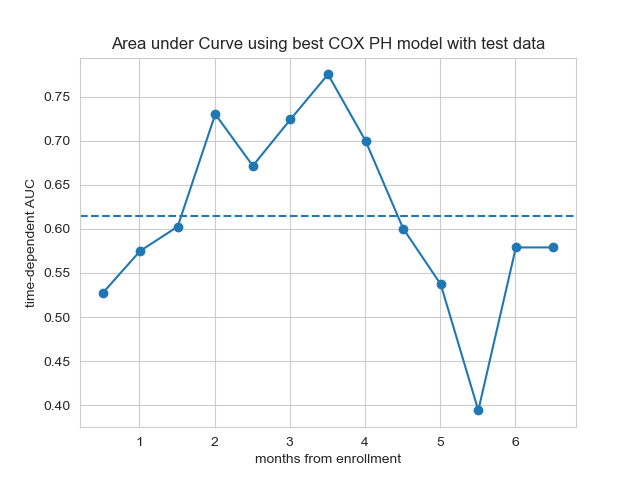 Area under Curve using best COX PH model with test data
time-dependent AUC
0.75
0.70
0.65
0.60
0.55
0.50
0.45
0.40
1 2 3 4 5 6
months from enrollment